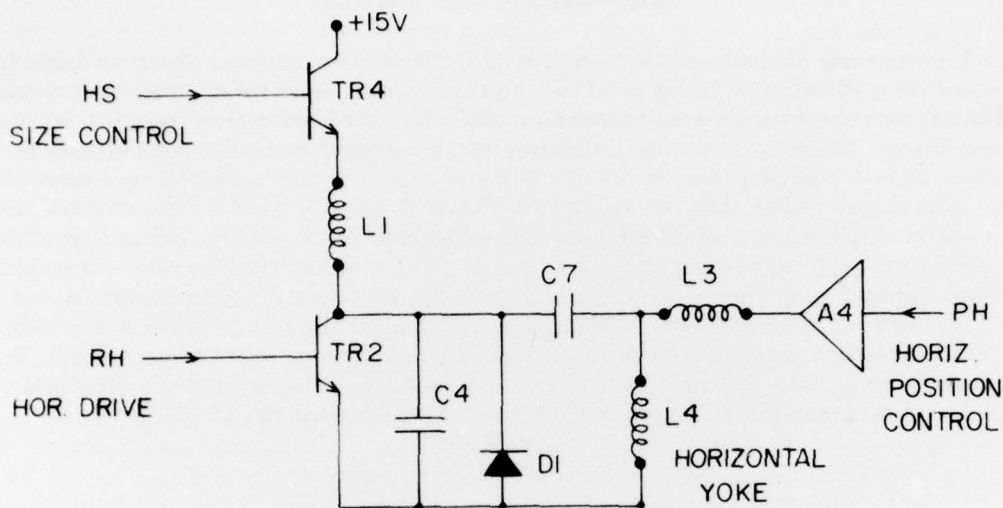 +15V
HS
SIZE CONTROL
TR4
L1
C7
L3
A4
PH
RH
HOR DRIVE
TR2
C4
D1
L4
HORIZ
POSITION
CONTROL
HORIZONTAL
YOKE